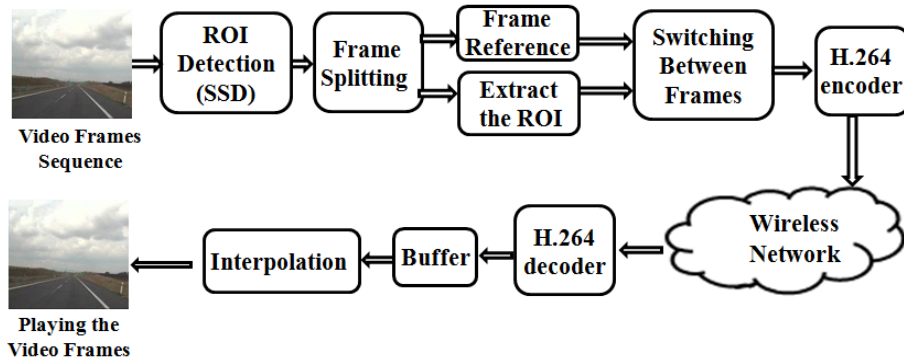 ROI
Detection
(SSD)
Frame
Splitting
Frame
Reference
Extract
the ROI
Switching
Between
Frames
H.264
encoder
Video Frames
Sequence
Wireless
Network
H.264
decoder
Buffer
Interpolation
Playing the
Video Frames